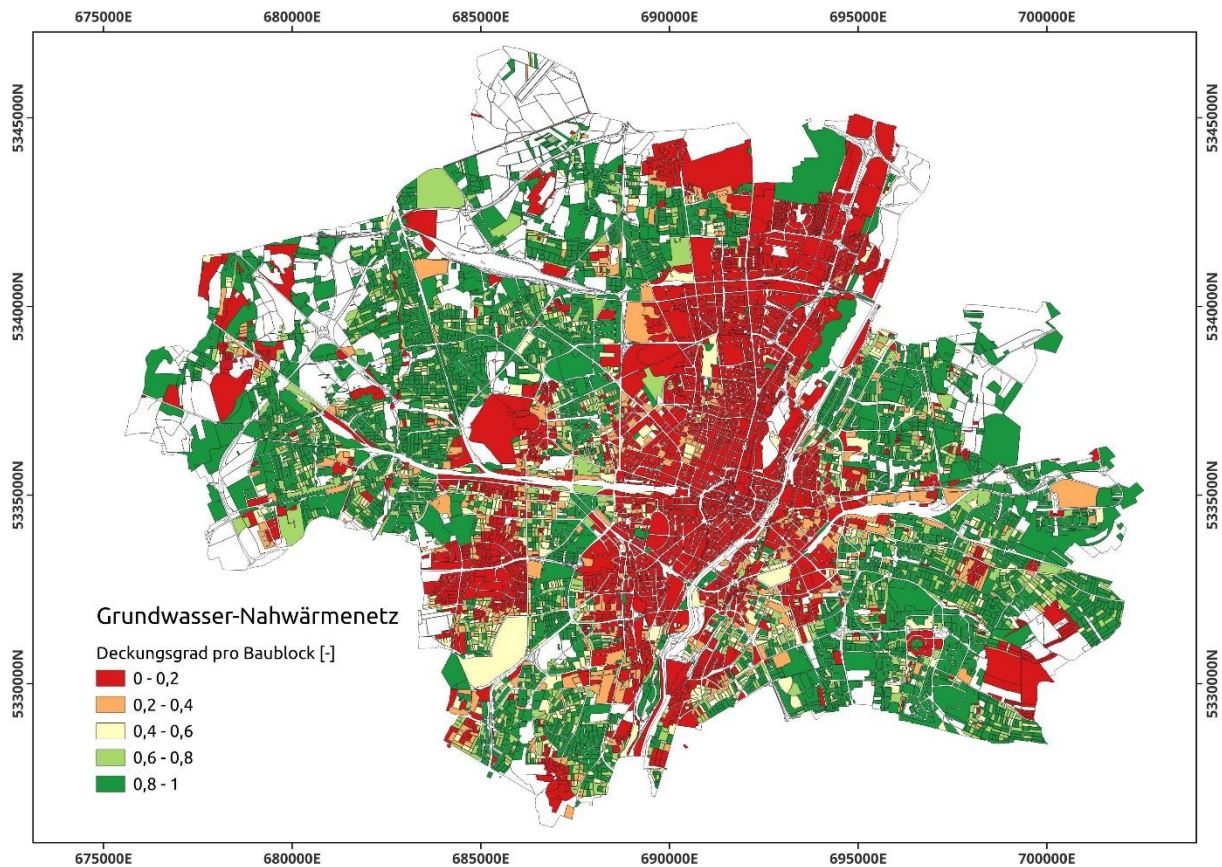 675000E 680000E 685000E 690000E 695000E 700000E
5345000N 5345000N
5340000N 5340000N
5335000N 5335000N
Grundwasser-Nahwärmenetz
Deckungsgrad pro Baublock [-]
0 - 0,2
0,2 - 0,4
0,4 - 0,6
0,6 - 0,8
0,8 - 1
5330000N 5330000N
675000E 680000E 685000E 690000E 695000E 700000E